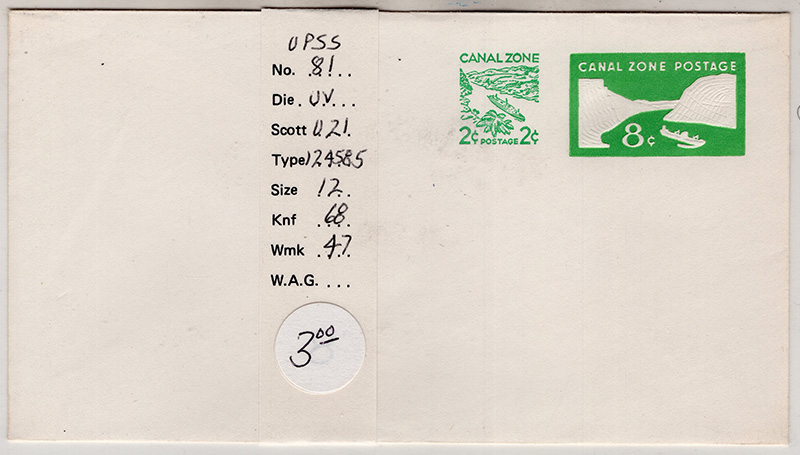 UPSS
No. 81..
Die. UV...
Scott U21.
Type 124585
Size 12..
Knf .68.
Wmk .47.
W.A.G. ...
3.00
CANAL ZONE
2¢ POSTAGE 2¢
CANAL ZONE POSTAGE
8¢